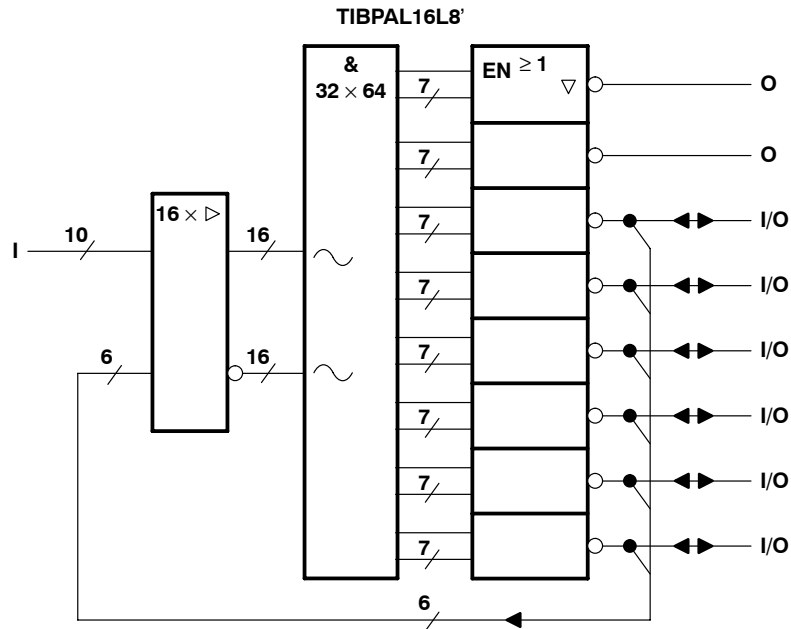 TIBPAL16L8'
&
32 × 64
EN ≥ 1
▽
7
O
7
O
16 × ▷
7
I/O
I
10
16
7
I/O
7
I/O
6
16
7
I/O
7
I/O
7
I/O
6